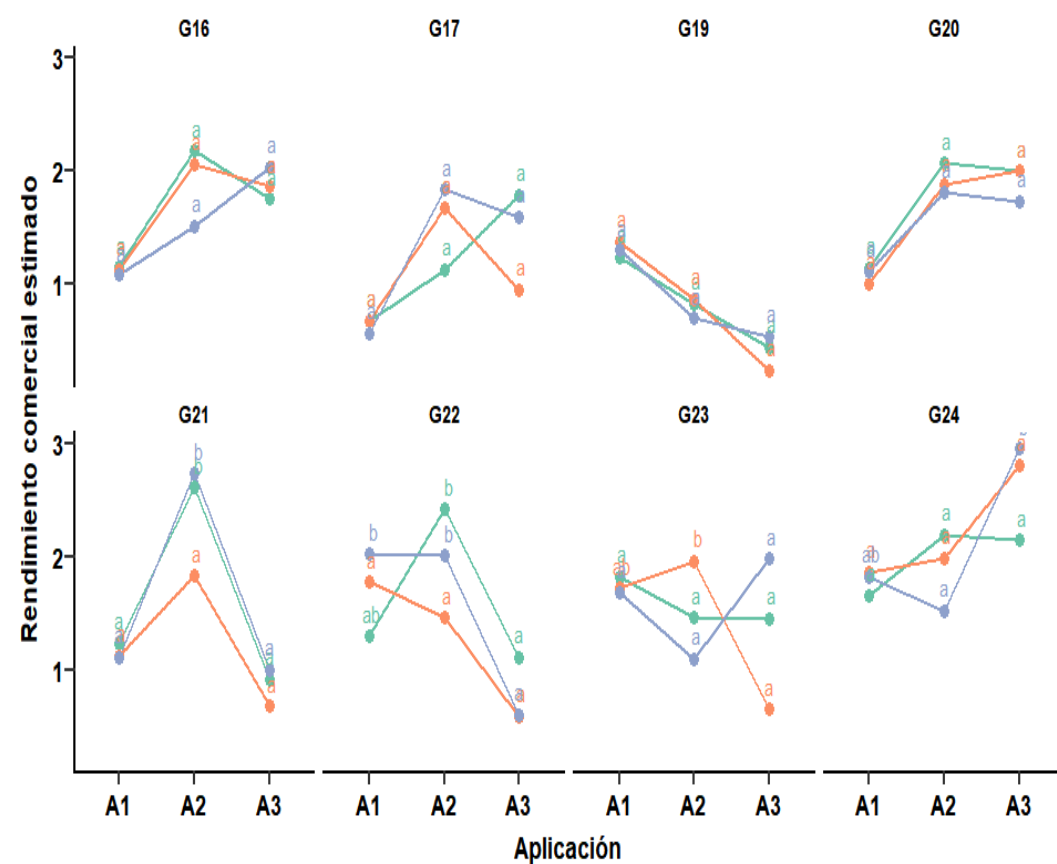 G16 G17 G19 G20
3
2
1
a a a a a a a
a a a a a a
a a a a a a a
a a a a a a
G21 G22 G23 G24
3
2
1
a a b b a a a
ab b a b b a a a
a ab b a a a a a
a ab a a a a a
A1 A2 A3 A1 A2 A3 A1 A2 A3 A1 A2 A3
Aplicación
Rendimiento comercial estimado